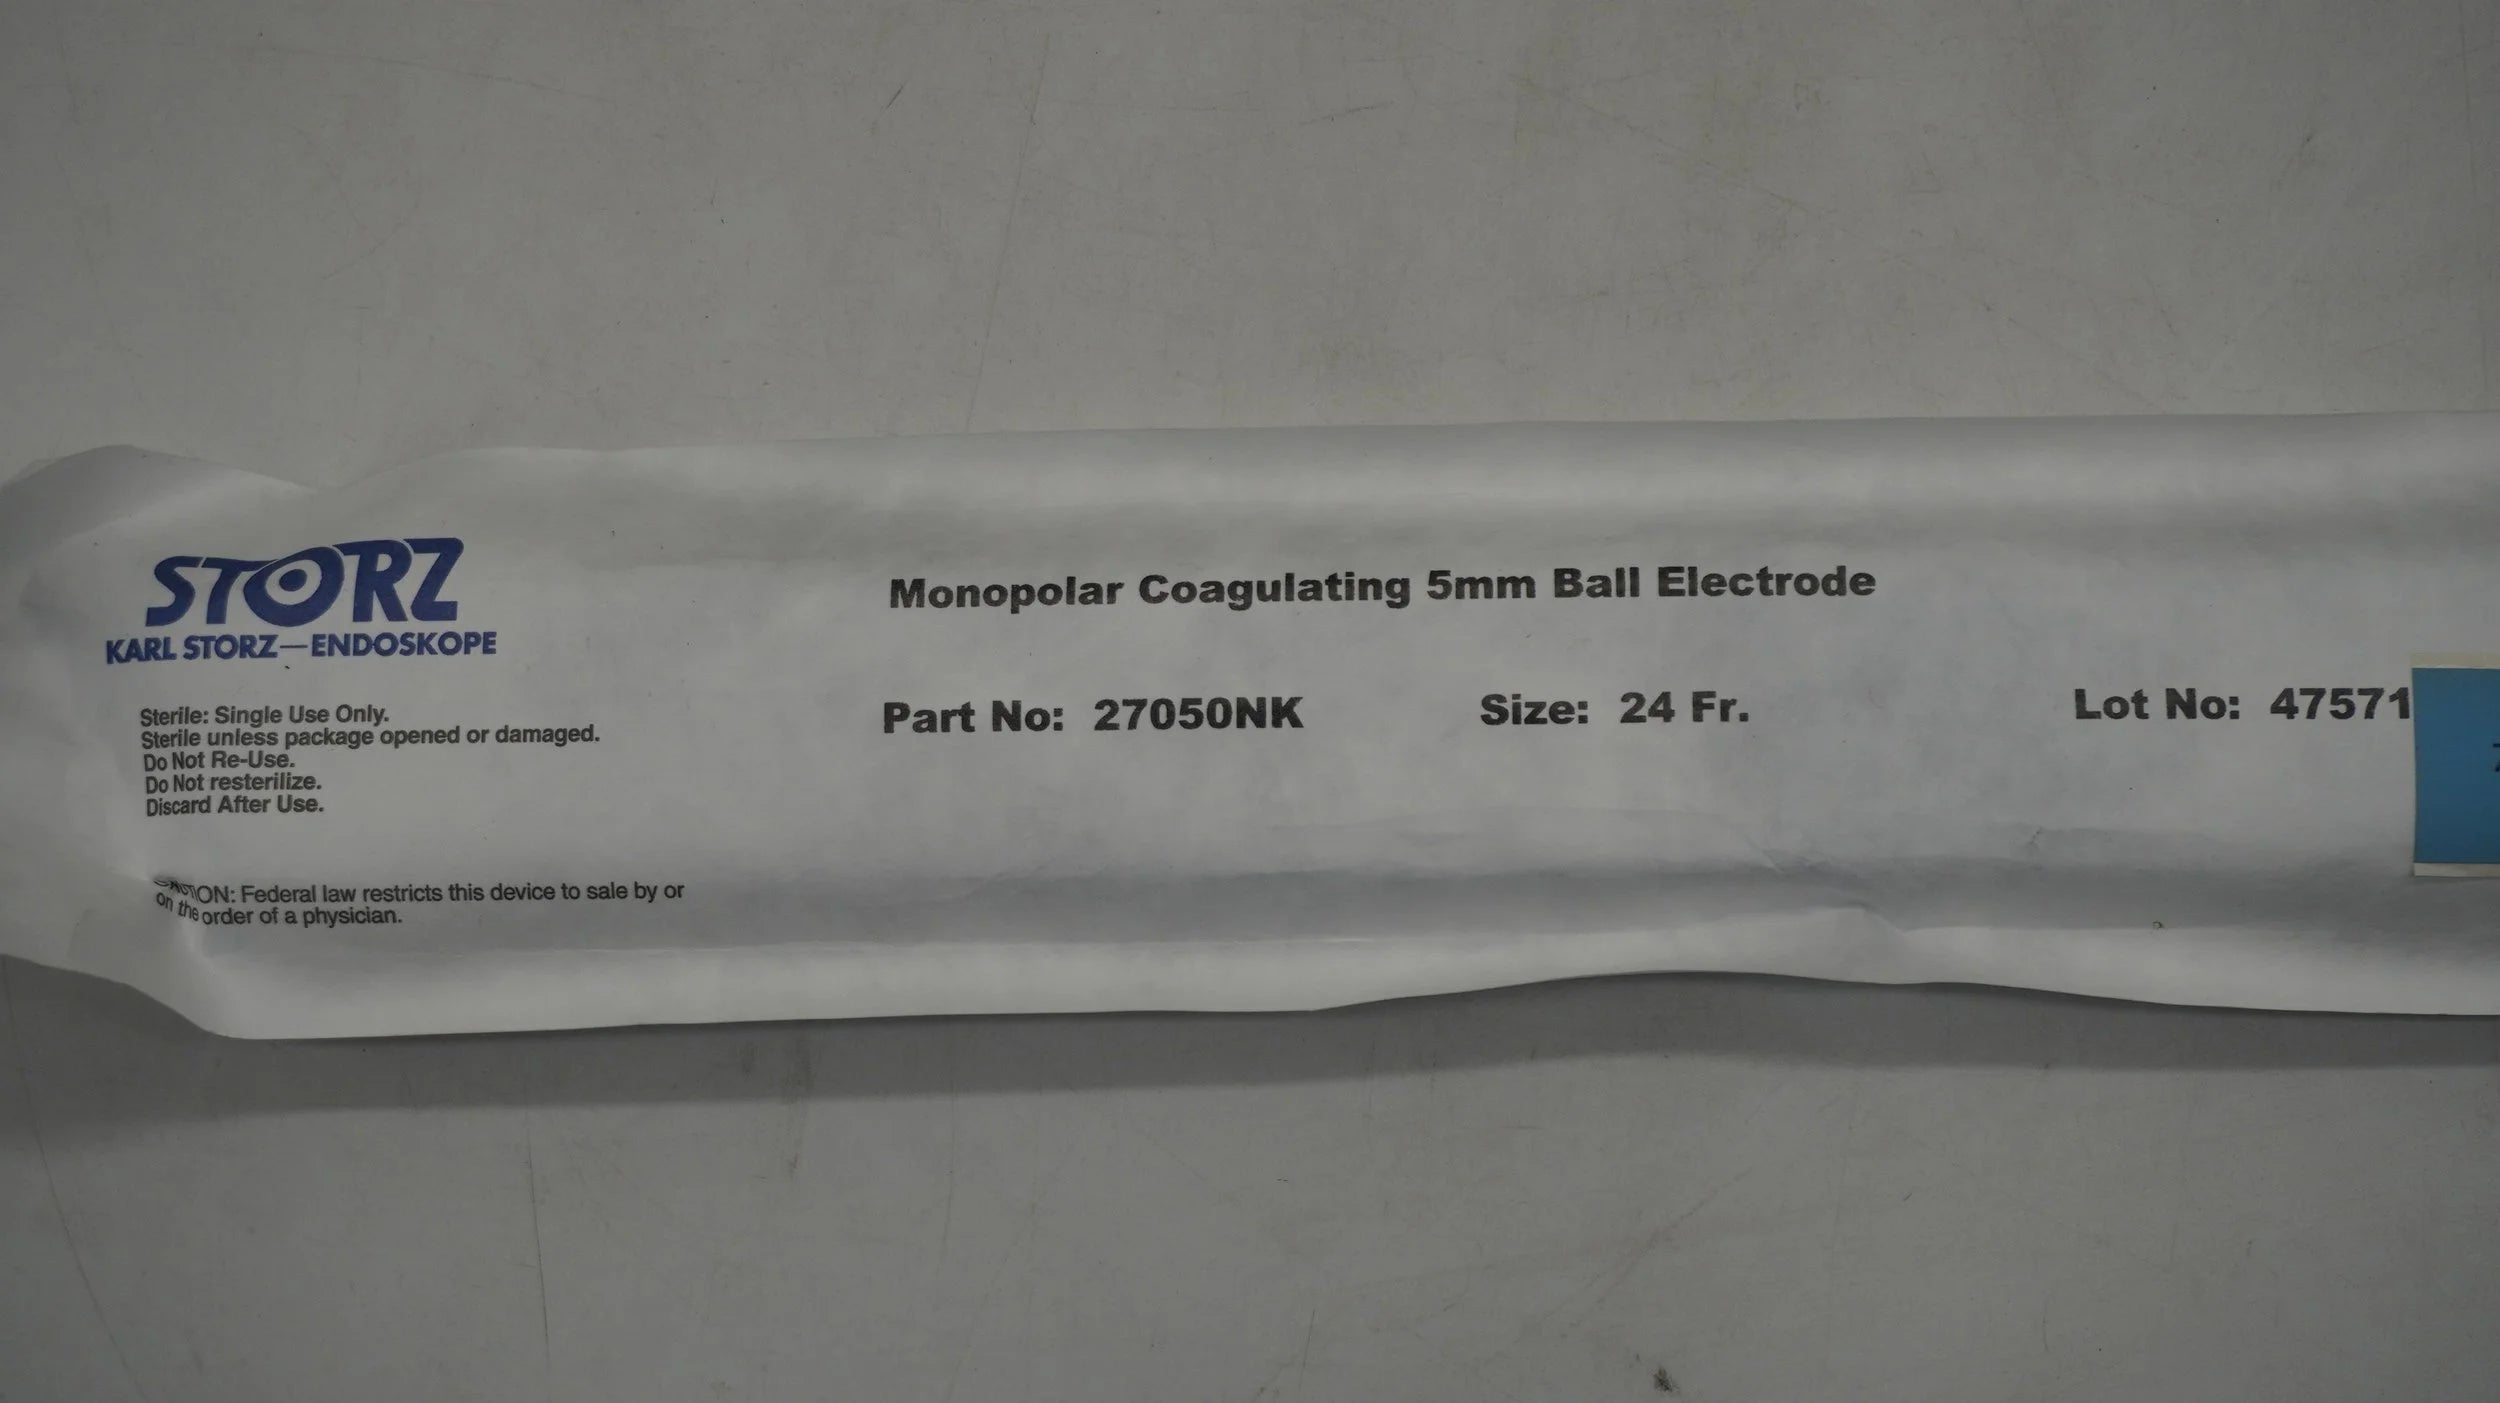 STORZ
KARL STORZ—ENDOSKOPE
Sterile: Single Use Only.
Sterile unless package opened or damaged.
Do Not Re-Use.
Do Not resterilize.
Discard After Use.
CAUTION: Federal law restricts this device to sale by or
on the order of a physician.
Monopolar Coagulating 5mm Ball Electrode
Part No: 27050NK Size: 24 Fr. Lot No: 47571